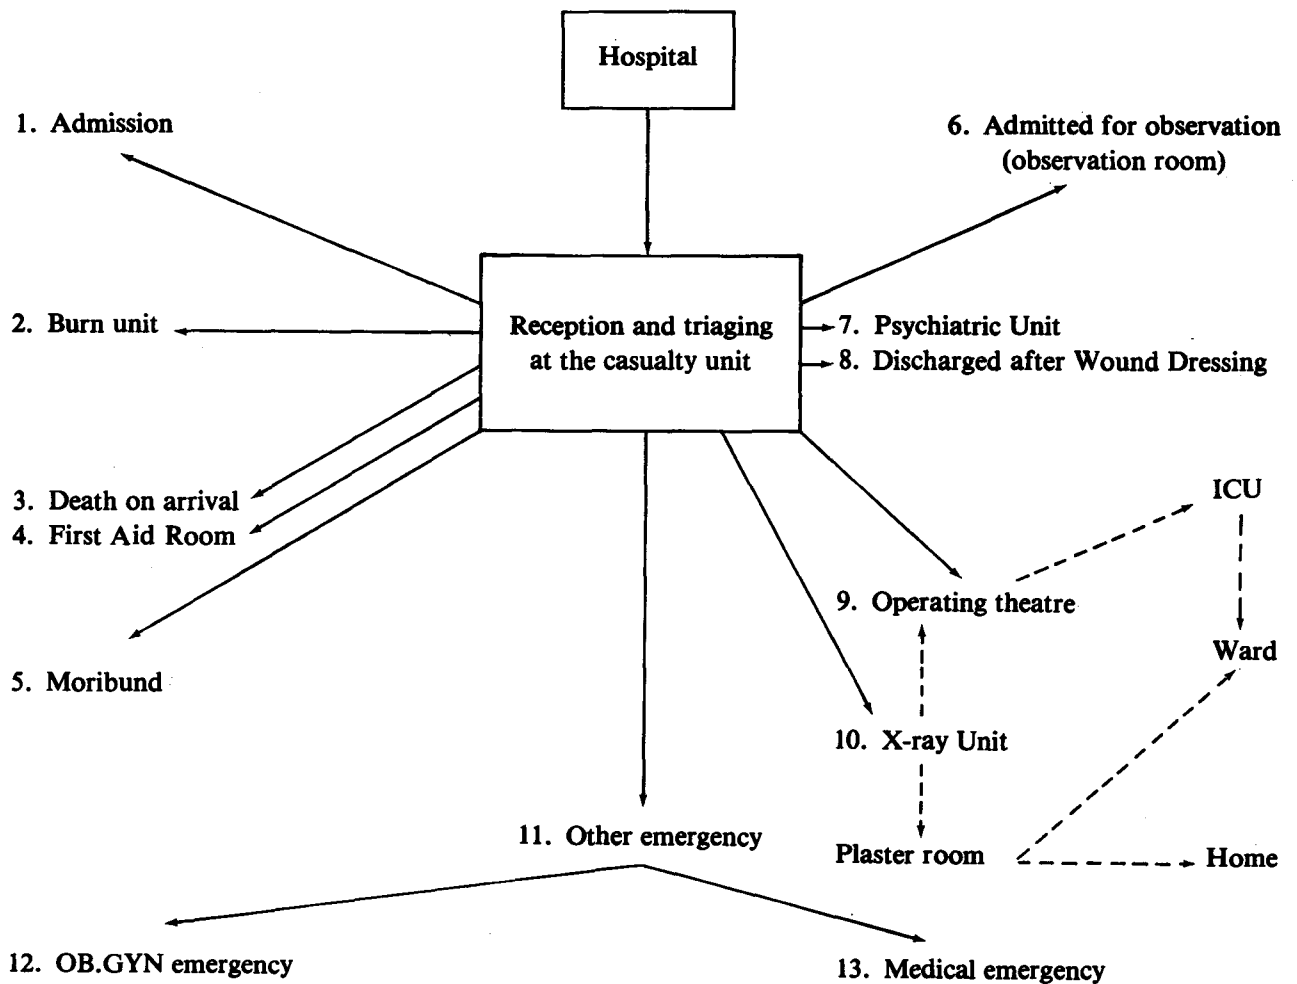 Hospital
1. Admission
6. Admitted for observation
(observation room)
2. Burn unit
Reception and triaging
at the casualty unit
7. Psychiatric Unit
8. Discharged after Wound Dressing
3. Death on arrival
4. First Aid Room
ICU
9. Operating theatre
Ward
5. Moribund
10. X-ray Unit
11. Other emergency
Plaster room
Home
12. OB.GYN emergency
13. Medical emergency